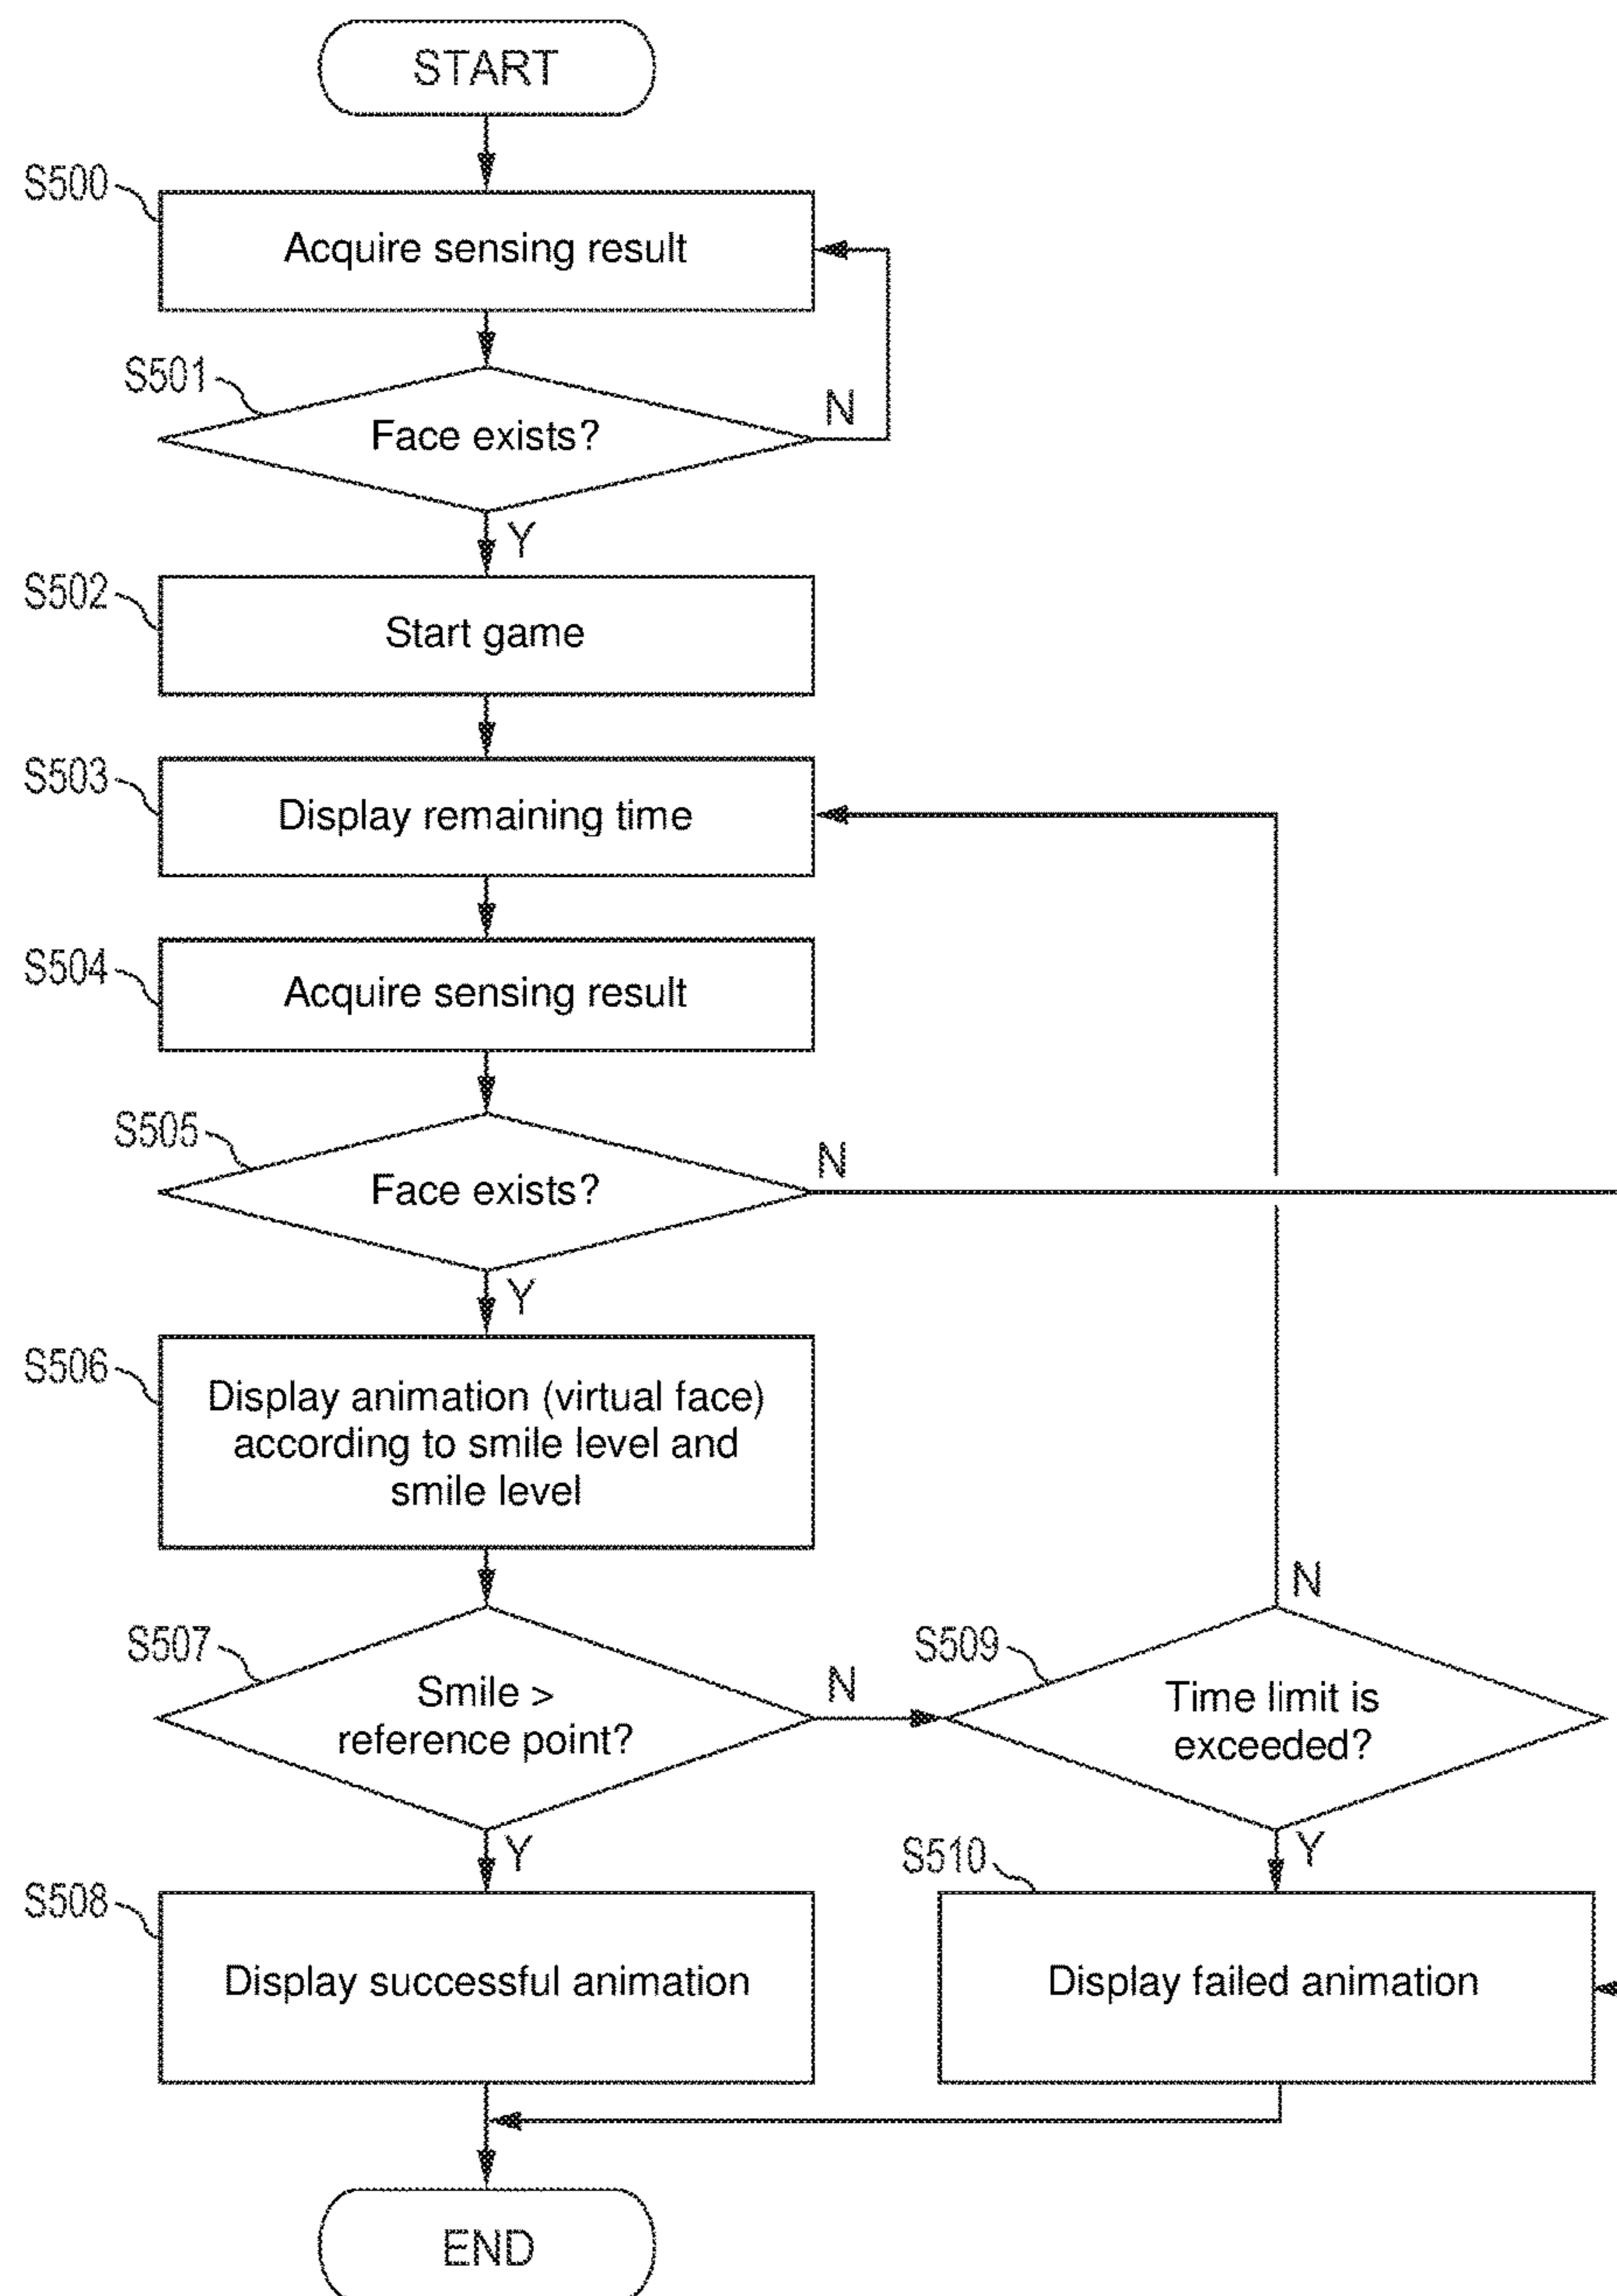 START
S500
Acquire sensing result
S501
Face exists?
N
Y
S502
Start game
S503
Display remaining time
S504
Acquire sensing result
S505
Face exists?
N
Y
S506
Display animation (virtual face)
according to smile level and
smile level
S507
Smile >
reference point?
N
Y
S509
Time limit is
exceeded?
N
Y
S508
Display successful animation
S510
Display failed animation
END